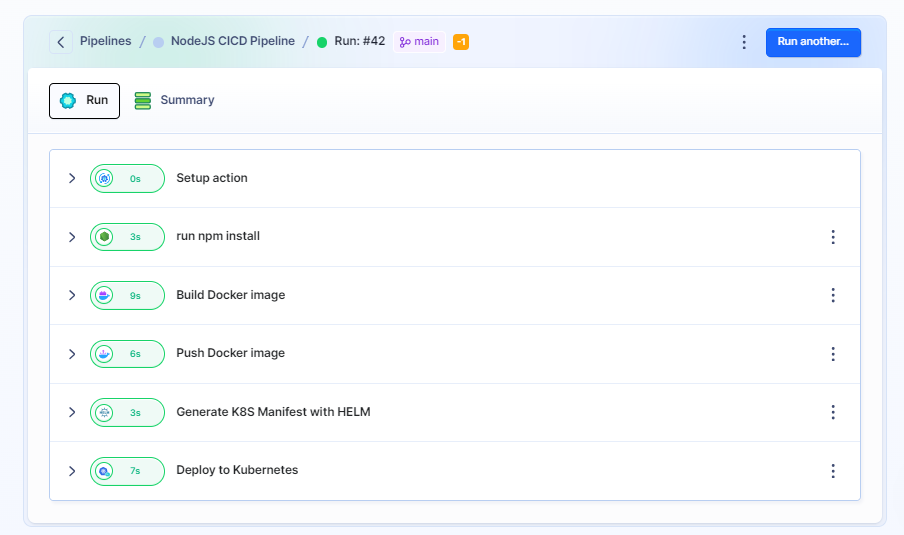 Pipelines / NodeJS CICD Pipeline / Run: #42 main -1 Run another...
Run Summary
0s Setup action
3s run npm install
9s Build Docker image
6s Push Docker image
3s Generate K8S Manifest with HELM
7s Deploy to Kubernetes